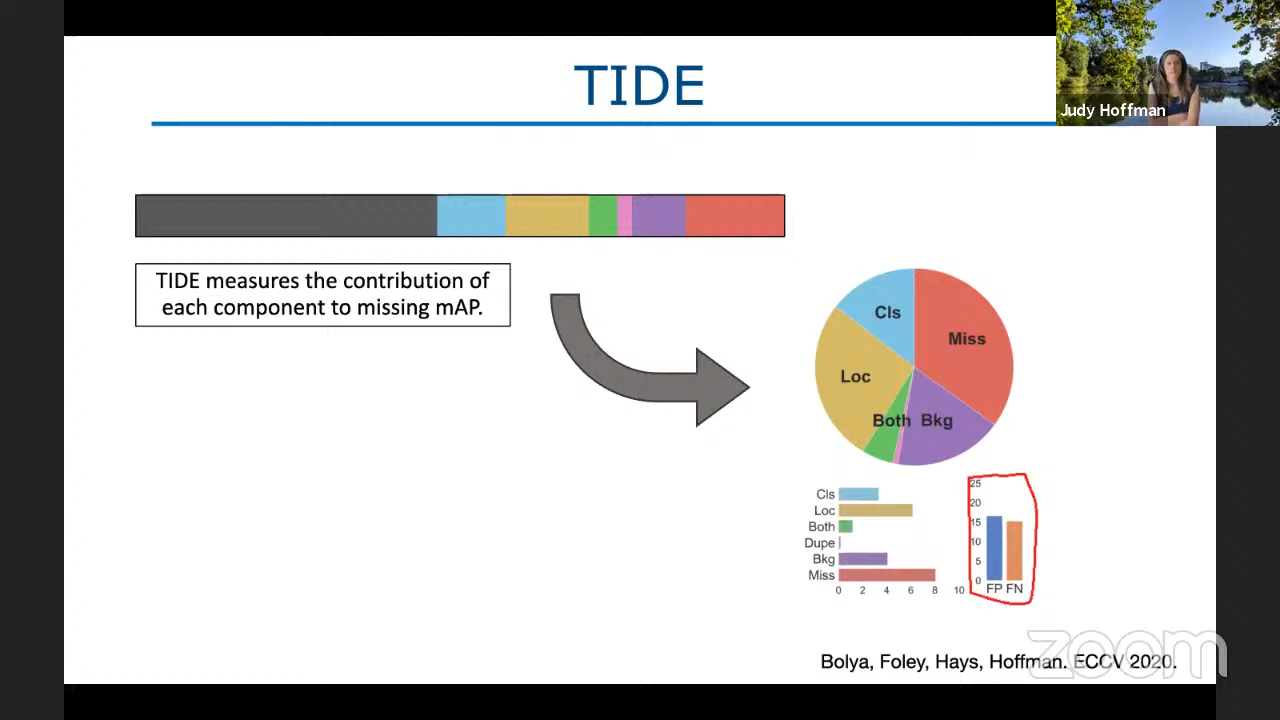 TIDE
Judy Hoffman
TIDE measures the contribution of
each component to missing mAP.
Cls
Miss
Loc
Both
Bkg
Cls
Loc
Both
Dupe
Bkg
Miss
0 2 4 6 8 10
25
20
15
10
5
0
FP FN
Bolya, Foley, Hays, Hoffman. ECCV 2020.
zoom